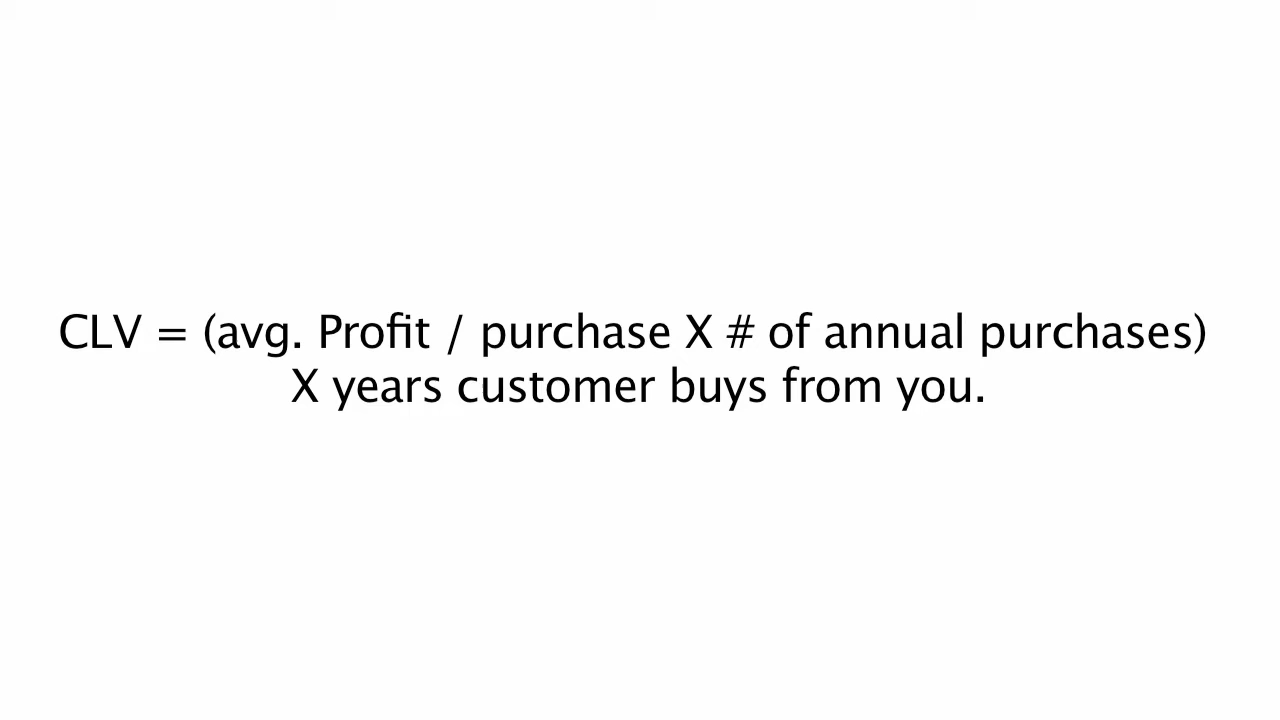 CLV = (avg. Profit / purchase X # of annual purchases)
X years customer buys from you.